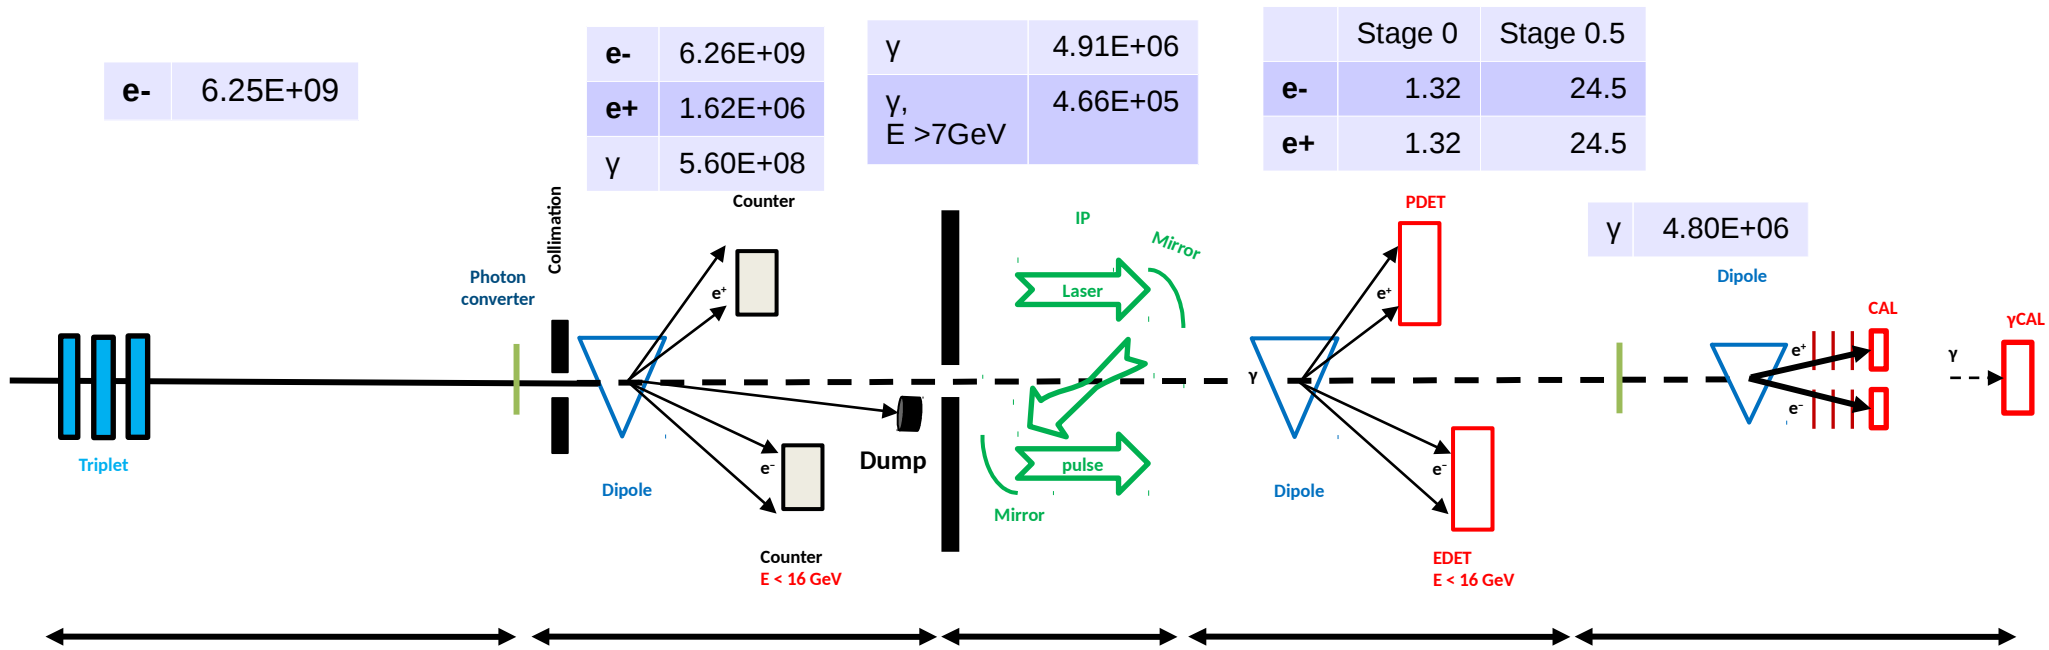 e- 6.25E+09
e- 6.26E+09
e+ 1.62E+06
γ 5.60E+08
γ 4.91E+06
γ, 4.66E+05
E >7GeV
Stage 0 Stage 0.5
e- 1.32 24.5
e+ 1.32 24.5
γ 4.80E+06
Triplet
Photon
converter
Collimation
Counter
e⁺
e⁻
Dipole
Counter
E < 16 GeV
Dump
IP
Mirror
Laser
pulse
Mirror
γ
PDET
e⁺
e⁻
Dipole
EDET
E < 16 GeV
Dipole
e⁺
e⁻
CAL
γ
γCAL